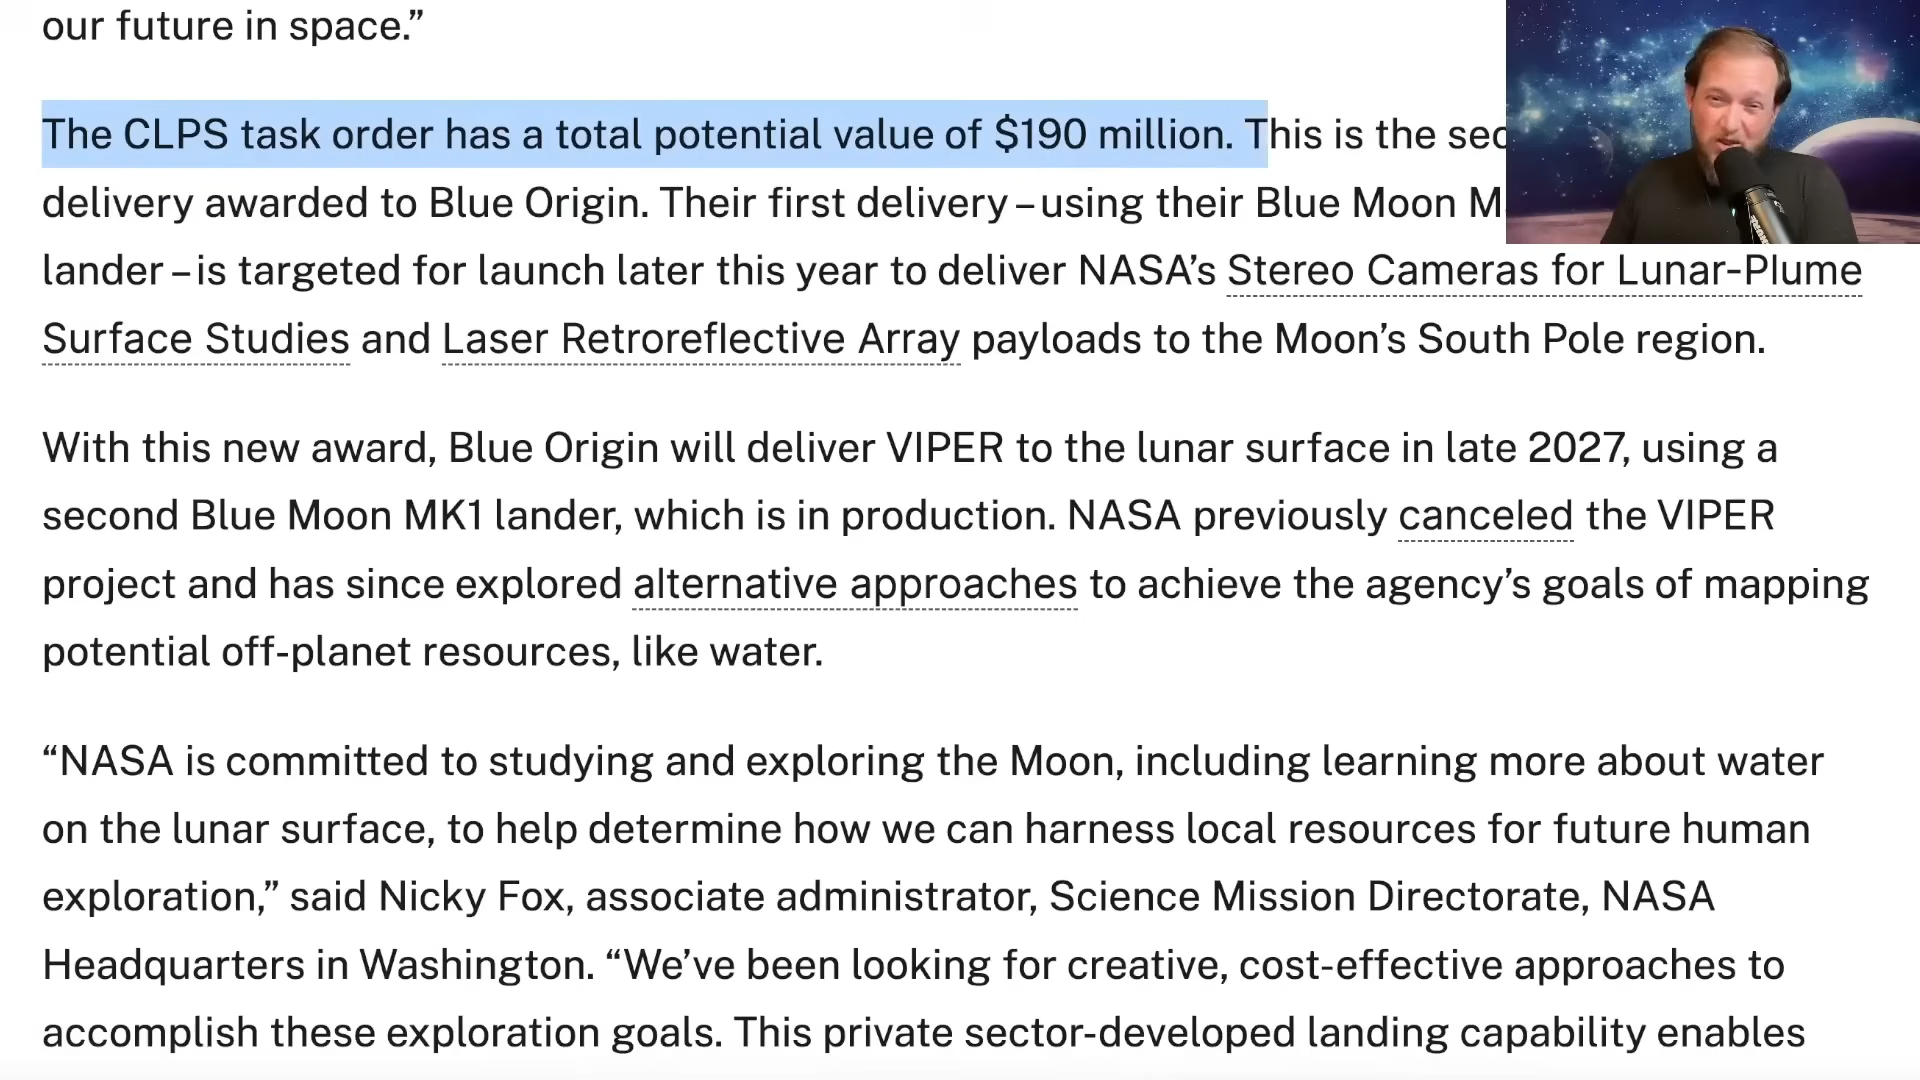 our future in space.”
The CLPS task order has a total potential value of $190 million. This is the
delivery awarded to Blue Origin. Their first delivery – using their Blue Moon
lander – is targeted for launch later this year to deliver NASA’s Stereo Cameras for Lunar-Plume
Surface Studies and Laser Retroreflective Array payloads to the Moon’s South Pole region.
With this new award, Blue Origin will deliver VIPER to the lunar surface in late 2027, using a
second Blue Moon MK1 lander, which is in production. NASA previously canceled the VIPER
project and has since explored alternative approaches to achieve the agency’s goals of mapping
potential off-planet resources, like water.
“NASA is committed to studying and exploring the Moon, including learning more about water
on the lunar surface, to help determine how we can harness local resources for future human
exploration,” said Nicky Fox, associate administrator, Science Mission Directorate, NASA
Headquarters in Washington. “We’ve been looking for creative, cost-effective approaches to
accomplish these exploration goals. This private sector-developed landing capability enables